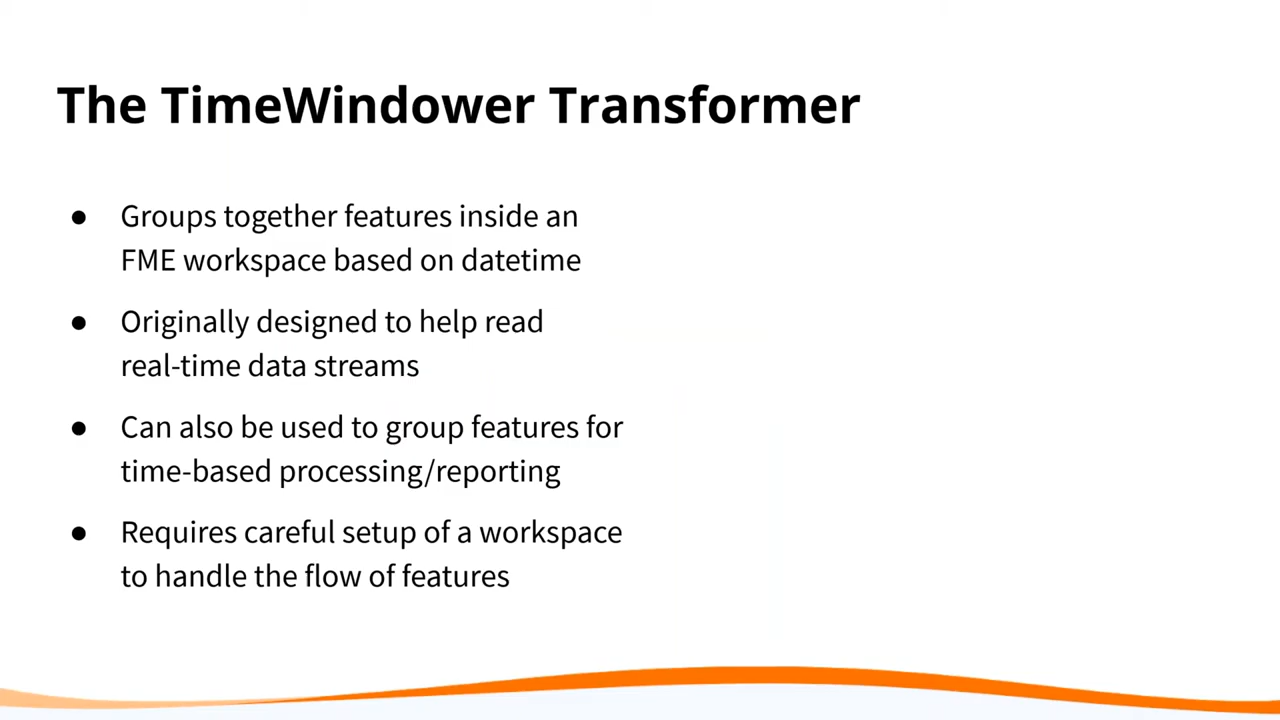 The TimeWindower Transformer
● Groups together features inside an
FME workspace based on datetime
● Originally designed to help read
real-time data streams
● Can also be used to group features for
time-based processing/reporting
● Requires careful setup of a workspace
to handle the flow of features